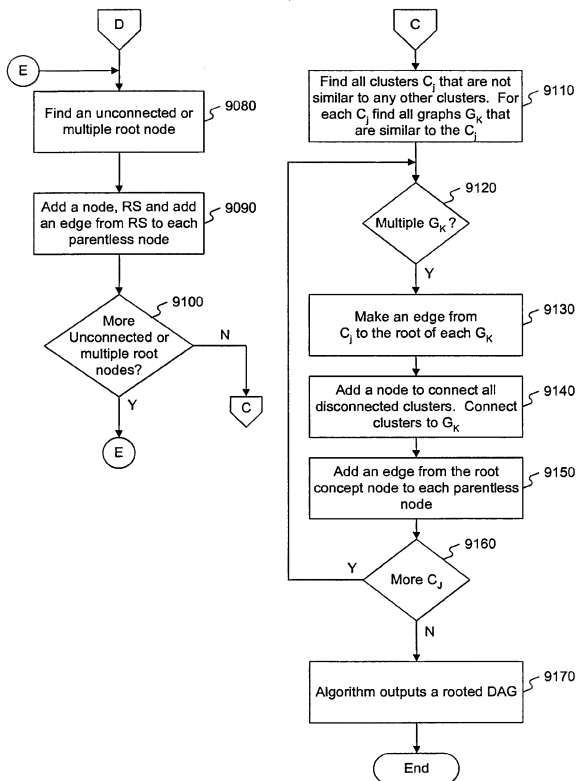 D
E
Find an unconnected or
multiple root node
9080
Add a node, RS and add
an edge from RS to each
parentless node
9090
More
Unconnected or
multiple root
nodes?
9100
N
C
Y
E
C
Find all clusters Cj that are not
similar to any other clusters. For
each Cj find all graphs GK that
are similar to the Cj
9110
Multiple GK?
9120
Y
Make an edge from
Cj to the root of each GK
9130
Add a node to connect all
disconnected clusters. Connect
clusters to GK
9140
Add an edge from the root
concept node to each parentless
node
9150
More CJ
9160
Y
N
Algorithm outputs a rooted DAG
9170
End